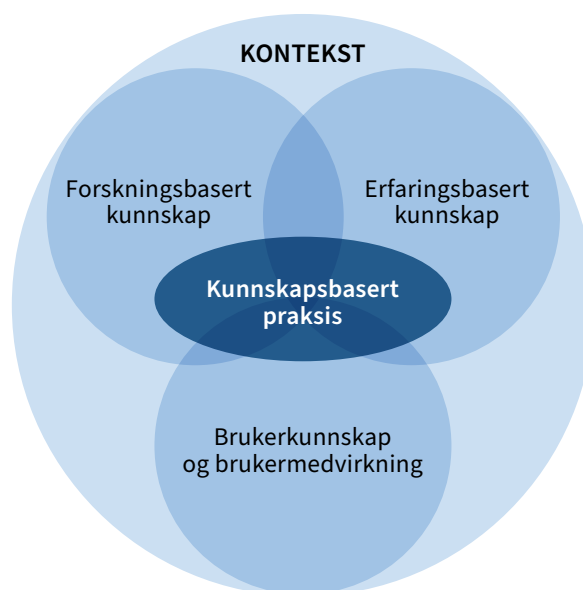 KONTEKST
Forskningsbasert
kunnskap
Erfaringsbasert
kunnskap
Kunnskapsbasert
praksis
Brukerkunnskap
og brukermedvirkning